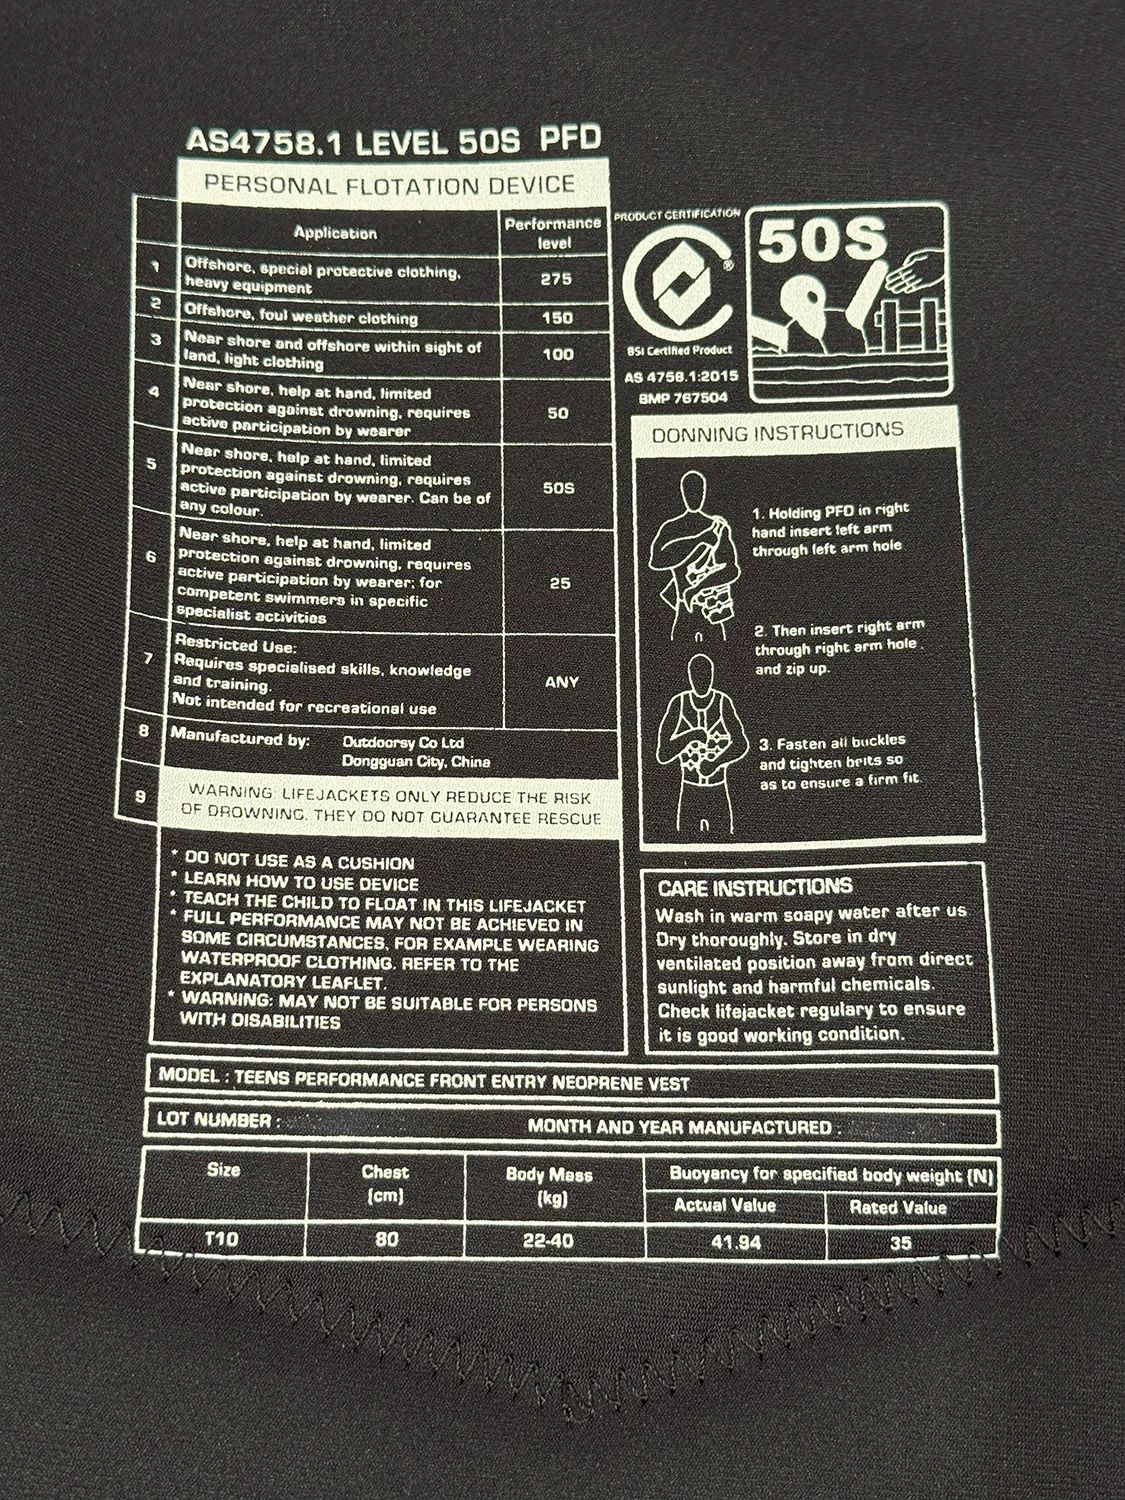 AS4758.1 LEVEL 50S PFD
PERSONAL FLOTATION DEVICE
Application
Performance
level
1
Offshore, special protective clothing,
heavy equipment
275
2
Offshore, foul weather clothing
150
3
Near shore and offshore within sight of
land, light clothing
100
4
Near shore, help at hand, limited
protection against drowning, requires
active participation by wearer
50
5
Near shore, help at hand, limited
protection against drowning, requires
active participation by wearer. Can be of
any colour.
50S
6
Near shore, help at hand, limited
protection against drowning, requires
active participation by wearer; for
competent swimmers in specific
specialist activities
25
7
Restricted Use:
Requires specialised skills, knowledge
and training.
Not intended for recreational use
ANY
8
Manufactured by:
Outdoorsy Co Ltd
Dongguan City, China
9
WARNING: LIFEJACKETS ONLY REDUCE THE RISK
OF DROWNING. THEY DO NOT GUARANTEE RESCUE
* DO NOT USE AS A CUSHION
* LEARN HOW TO USE DEVICE
* TEACH THE CHILD TO FLOAT IN THIS LIFEJACKET
* FULL PERFORMANCE MAY NOT BE ACHIEVED IN
SOME CIRCUMSTANCES, FOR EXAMPLE WEARING
WATERPROOF CLOTHING. REFER TO THE
EXPLANATORY LEAFLET.
* WARNING: MAY NOT BE SUITABLE FOR PERSONS
WITH DISABILITIES
PRODUCT CERTIFICATION
®
BSI Certified Product
AS 4758.1:2015
BMP 767504
50S
DONNING INSTRUCTIONS
1. Holding PFD in right
hand insert left arm
through left arm hole
2. Then insert right arm
through right arm hole.
and zip up.
3. Fasten all buckles
and tighten belts so
as to ensure a firm fit.
CARE INSTRUCTIONS
Wash in warm soapy water after us
Dry thoroughly. Store in dry
ventilated position away from direct
sunlight and harmful chemicals.
Check lifejacket regulary to ensure
it is good working condition.
MODEL : TEENS PERFORMANCE FRONT ENTRY NEOPRENE VEST
LOT NUMBER : MONTH AND YEAR MANUFACTURED :
Size
Chest
(cm)
Body Mass
(kg)
Buoyancy for specified body weight (N)
Actual Value
Rated Value
T10
80
22-40
41.94
35